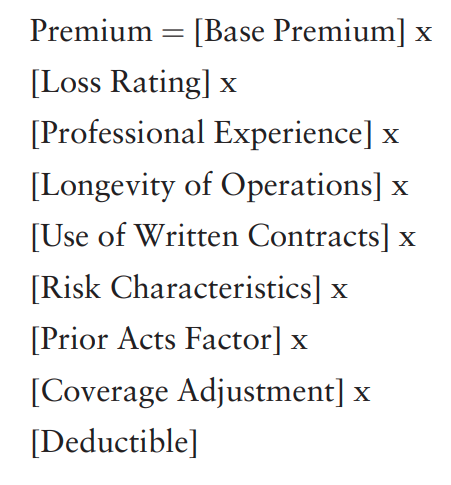 Premium = [Base Premium] x
[Loss Rating] x
[Professional Experience] x
[Longevity of Operations] x
[Use of Written Contracts] x
[Risk Characteristics] x
[Prior Acts Factor] x
[Coverage Adjustment] x
[Deductible]